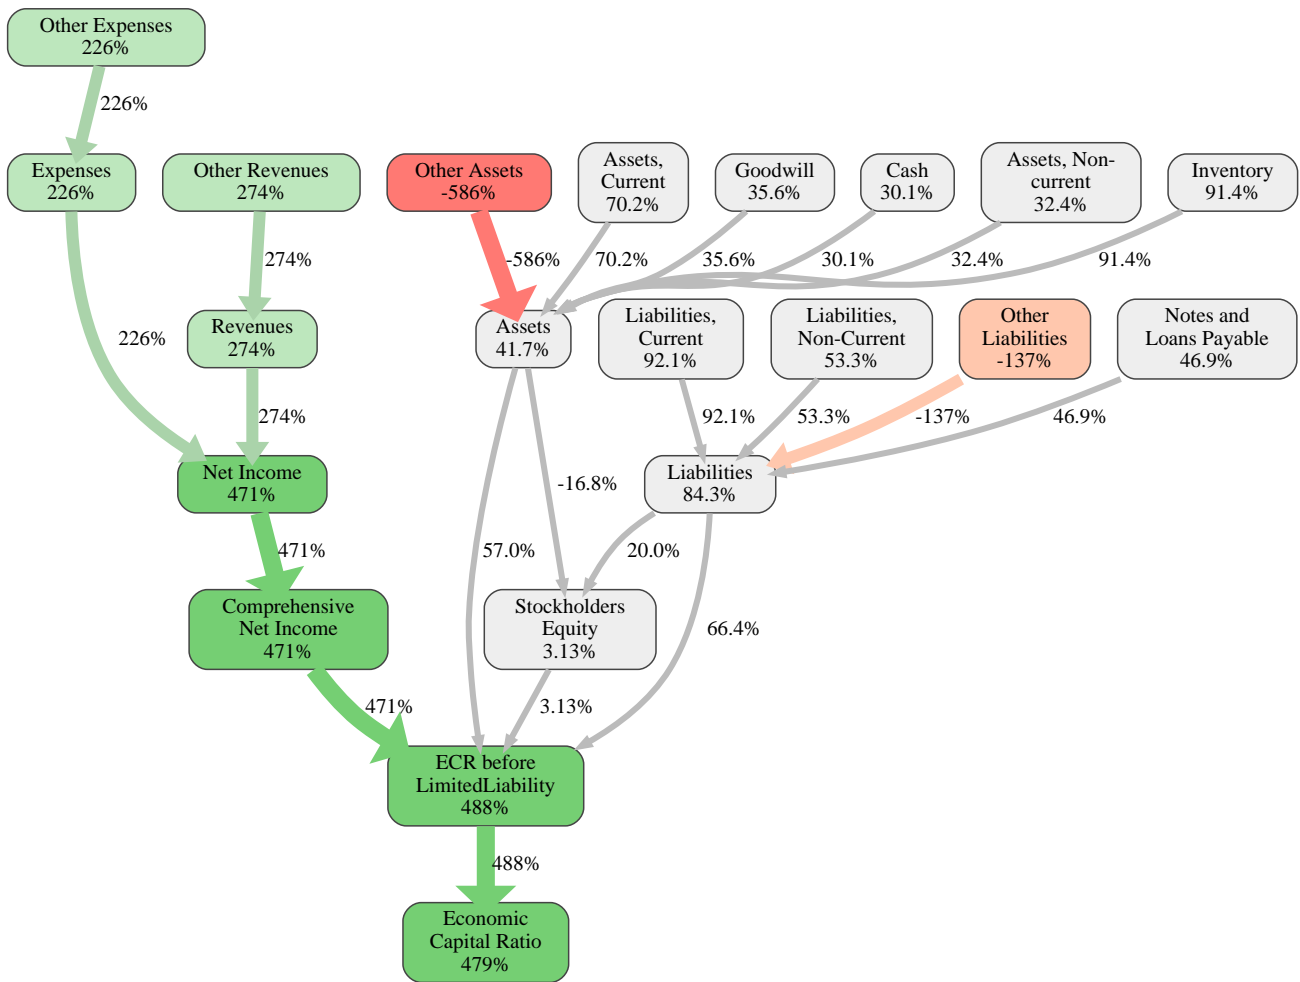 Other Expenses
226%
226%
Expenses
226%
Other Revenues
274%
Other Assets
-586%
Assets,
Current
70.2%
Goodwill
35.6%
Cash
30.1%
Assets, Non-
current
32.4%
Inventory
91.4%
274%
-586%
70.2%
35.6%
30.1%
32.4%
91.4%
226%
Revenues
274%
Assets
41.7%
Liabilities,
Current
92.1%
Liabilities,
Non-Current
53.3%
Other
Liabilities
-137%
Notes and
Loans Payable
46.9%
274%
92.1%
53.3%
-137%
46.9%
Net Income
471%
-16.8%
Liabilities
84.3%
471%
57.0%
20.0%
66.4%
Comprehensive
Net Income
471%
Stockholders
Equity
3.13%
471%
3.13%
ECR before
LimitedLiability
488%
488%
Economic
Capital Ratio
479%